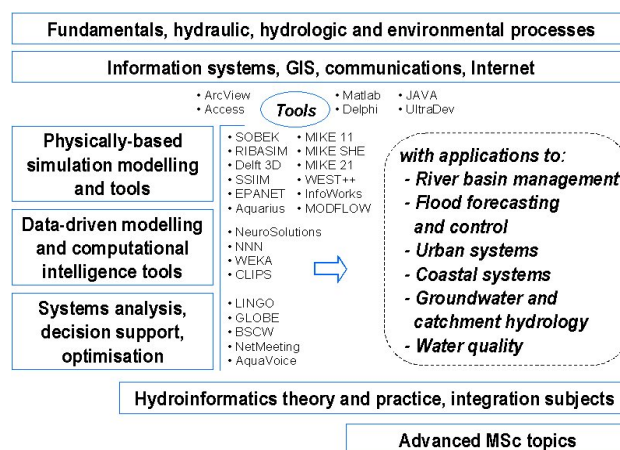 Fundamentals, hydraulic, hydrologic and environmental processes
Information systems, GIS, communications, Internet
• ArcView
• Access
Tools
• Matlab
• Delphi
• JAVA
• UltraDev
Physically-based
simulation modelling
and tools
• SOBEK
• RIBASIM
• Delft 3D
• SSIIM
• EPANET
• Aquarius
• MIKE 11
• MIKE SHE
• MIKE 21
• WEST++
• InfoWorks
• MODFLOW
Data-driven modelling
and computational
intelligence tools
• NeuroSolutions
• NNN
• WEKA
• CLIPS
Systems analysis,
decision support,
optimisation
• LINGO
• GLOBE
• BSCW
• NetMeeting
• AquaVoice
with applications to:
- River basin management
- Flood forecasting
and control
- Urban systems
- Coastal systems
- Groundwater and
catchment hydrology
- Water quality
Hydroinformatics theory and practice, integration subjects
Advanced MSc topics